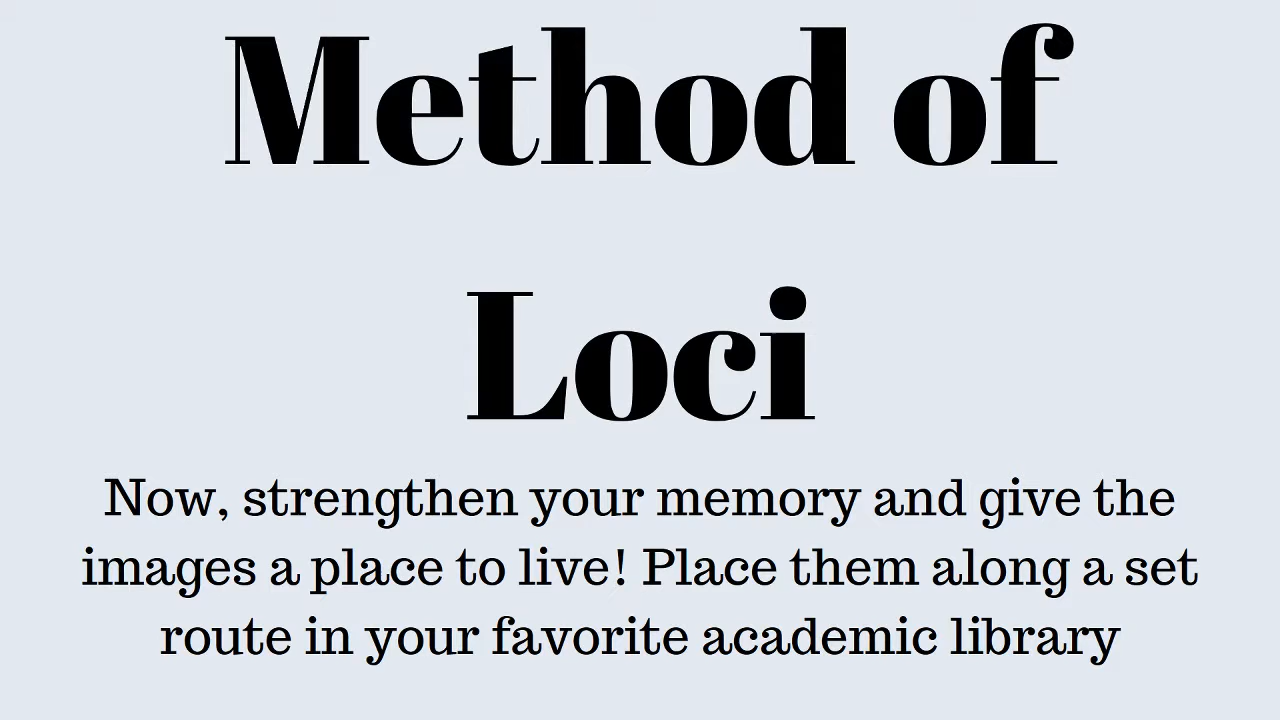 Method of
Loci
Now, strengthen your memory and give the
images a place to live! Place them along a set
route in your favorite academic library